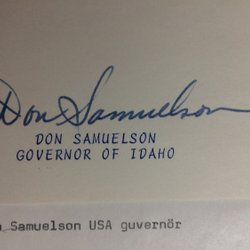 Don Samuelson
DON SAMUELSON
GOVERNOR OF IDAHO
Samuelson USA guvernör